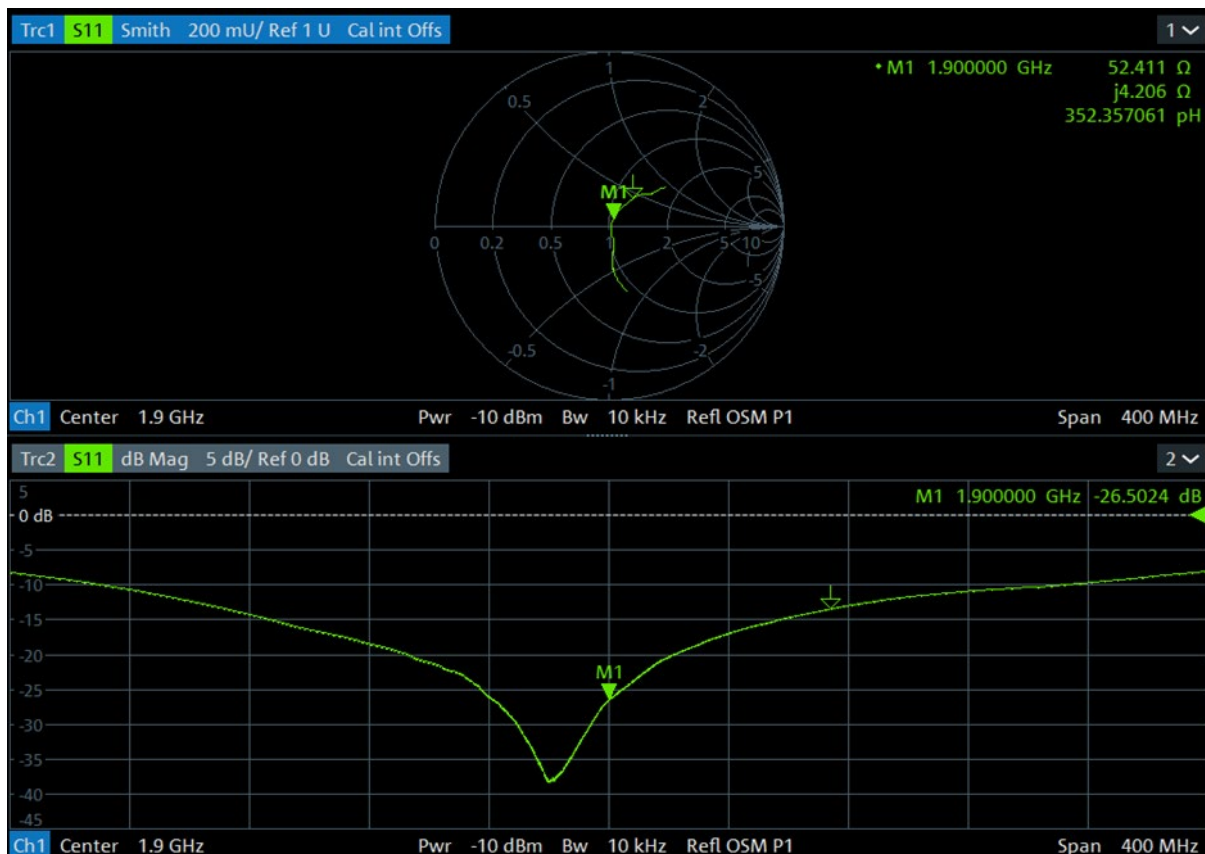 Trc1 S11 Smith 200 mU/ Ref 1 U Cal int Offs 1
• M1 1.900000 GHz 52.411 Ω
j4.206 Ω
352.357061 pH
1
0.5
2
5
M1
0 0.2 0.5 1 2 5 10
-5
-0.5
-2
-1
Ch1 Center 1.9 GHz Pwr -10 dBm Bw 10 kHz Refl OSM P1 Span 400 MHz
Trc2 S11 dB Mag 5 dB/ Ref 0 dB Cal int Offs 2
5
M1 1.900000 GHz -26.5024 dB
0 dB
-5
-10
-15
-20
M1
-25
-30
-35
-40
-45
Ch1 Center 1.9 GHz Pwr -10 dBm Bw 10 kHz Refl OSM P1 Span 400 MHz